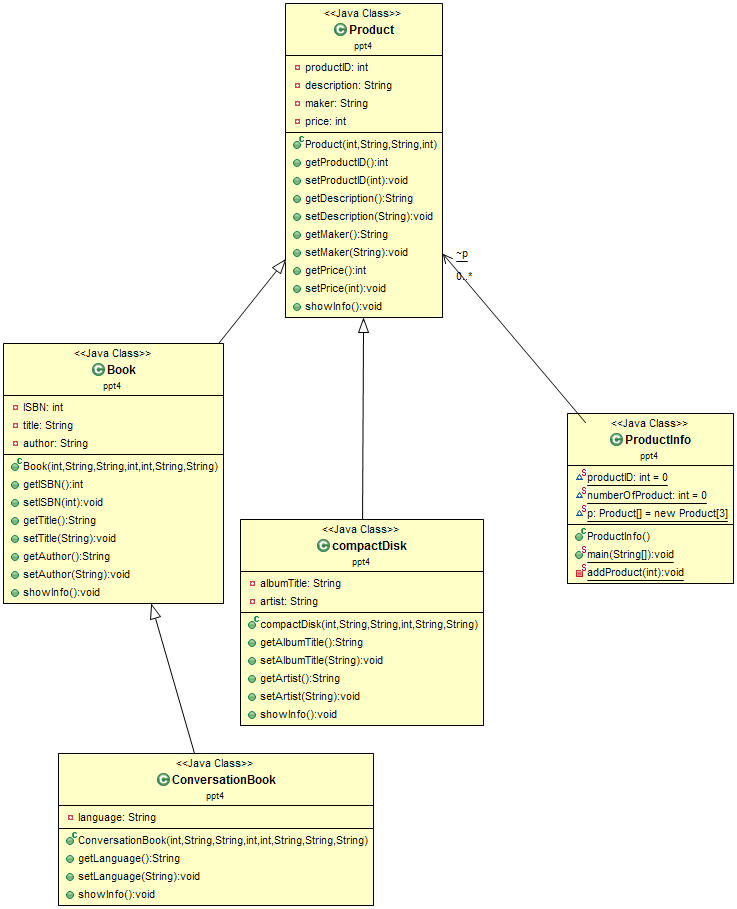 <<Java Class>>
Product
ppt4
productID: int
description: String
maker: String
price: int
Product(int,String,String,int)
getProductID():int
setProductID(int):void
getDescription():String
setDescription(String):void
getMaker():String
setMaker(String):void
getPrice():int
setPrice(int):void
showInfo():void
~p
0..*
<<Java Class>>
Book
ppt4
ISBN: int
title: String
author: String
Book(int,String,String,int,int,String,String)
getISBN():int
setISBN(int):void
getTitle():String
setTitle(String):void
getAuthor():String
setAuthor(String):void
showInfo():void
<<Java Class>>
ProductInfo
ppt4
productID: int = 0
numberOfProduct: int = 0
p: Product[] = new Product[3]
ProductInfo()
main(String[]):void
addProduct(int):void
<<Java Class>>
compactDisk
ppt4
albumTitle: String
artist: String
compactDisk(int,String,String,int,String,String)
getAlbumTitle():String
setAlbumTitle(String):void
getArtist():String
setArtist(String):void
showInfo():void
<<Java Class>>
ConversationBook
ppt4
language: String
ConversationBook(int,String,String,int,int,String,String,String)
getLanguage():String
setLanguage(String):void
showInfo():void